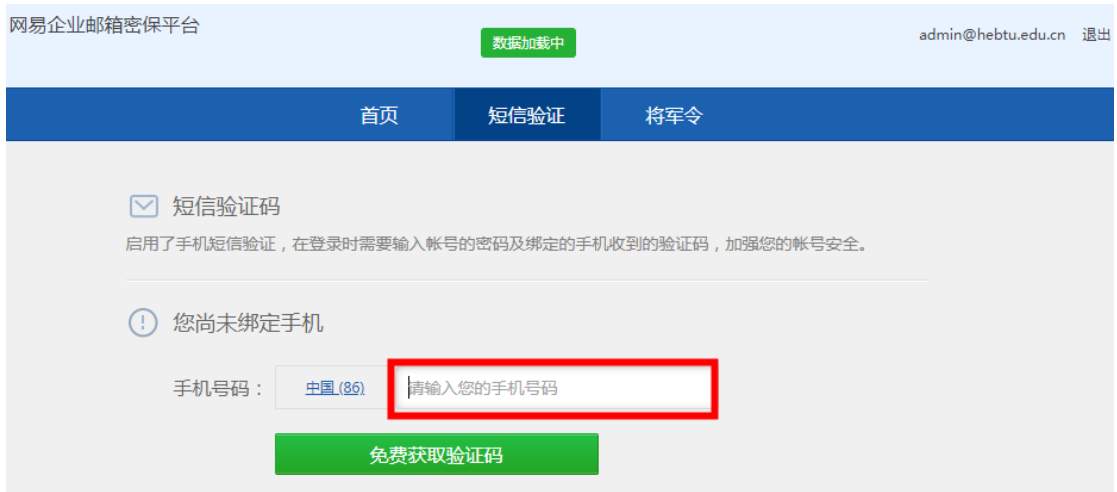 网易企业邮箱密保平台
数据加载中
admin@hebtu.edu.cn 退出
首页 短信验证 将军令
短信验证码
启用了手机短信验证，在登录时需要输入帐号的密码及绑定的手机收到的验证码，加强您的帐号安全。
您尚未绑定手机
手机号码： 中国(86) 请输入您的手机号码
免费获取验证码